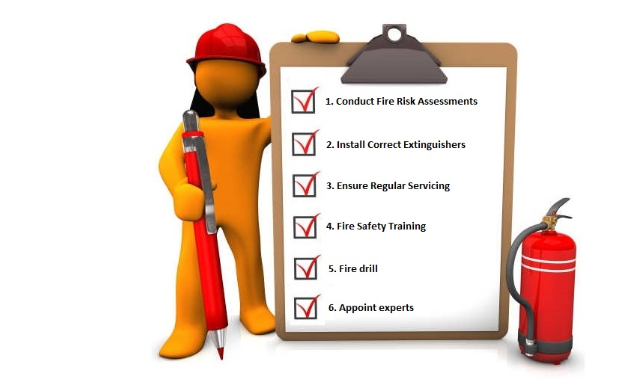 1. Conduct Fire Risk Assessments
2. Install Correct Extinguishers
3. Ensure Regular Servicing
4. Fire Safety Training
5. Fire drill
6. Appoint experts